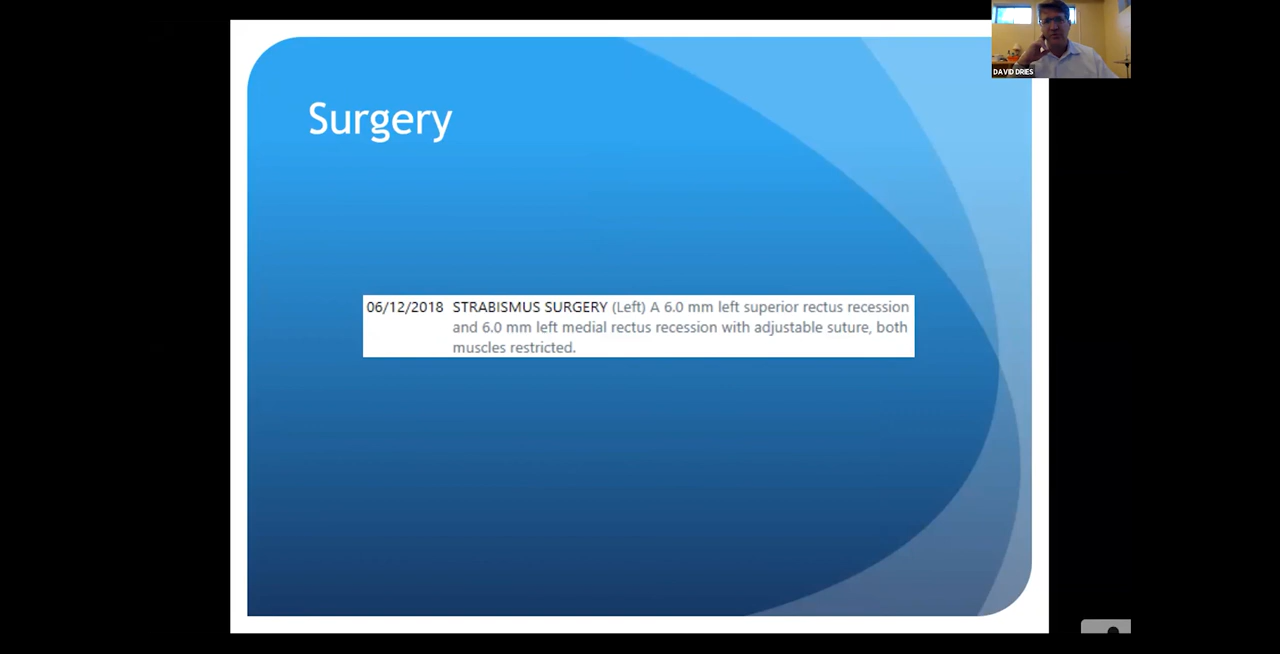 DAVID DRIES
Surgery
06/12/2018 STRABISMUS SURGERY (Left) A 6.0 mm left superior rectus recession
and 6.0 mm left medial rectus recession with adjustable suture, both
muscles restricted.